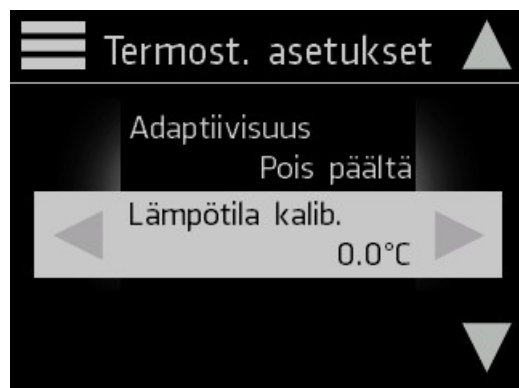 Termost. asetukset
Adaptiivisuus
Pois päältä
Lämpötila kalib.
0.0°C